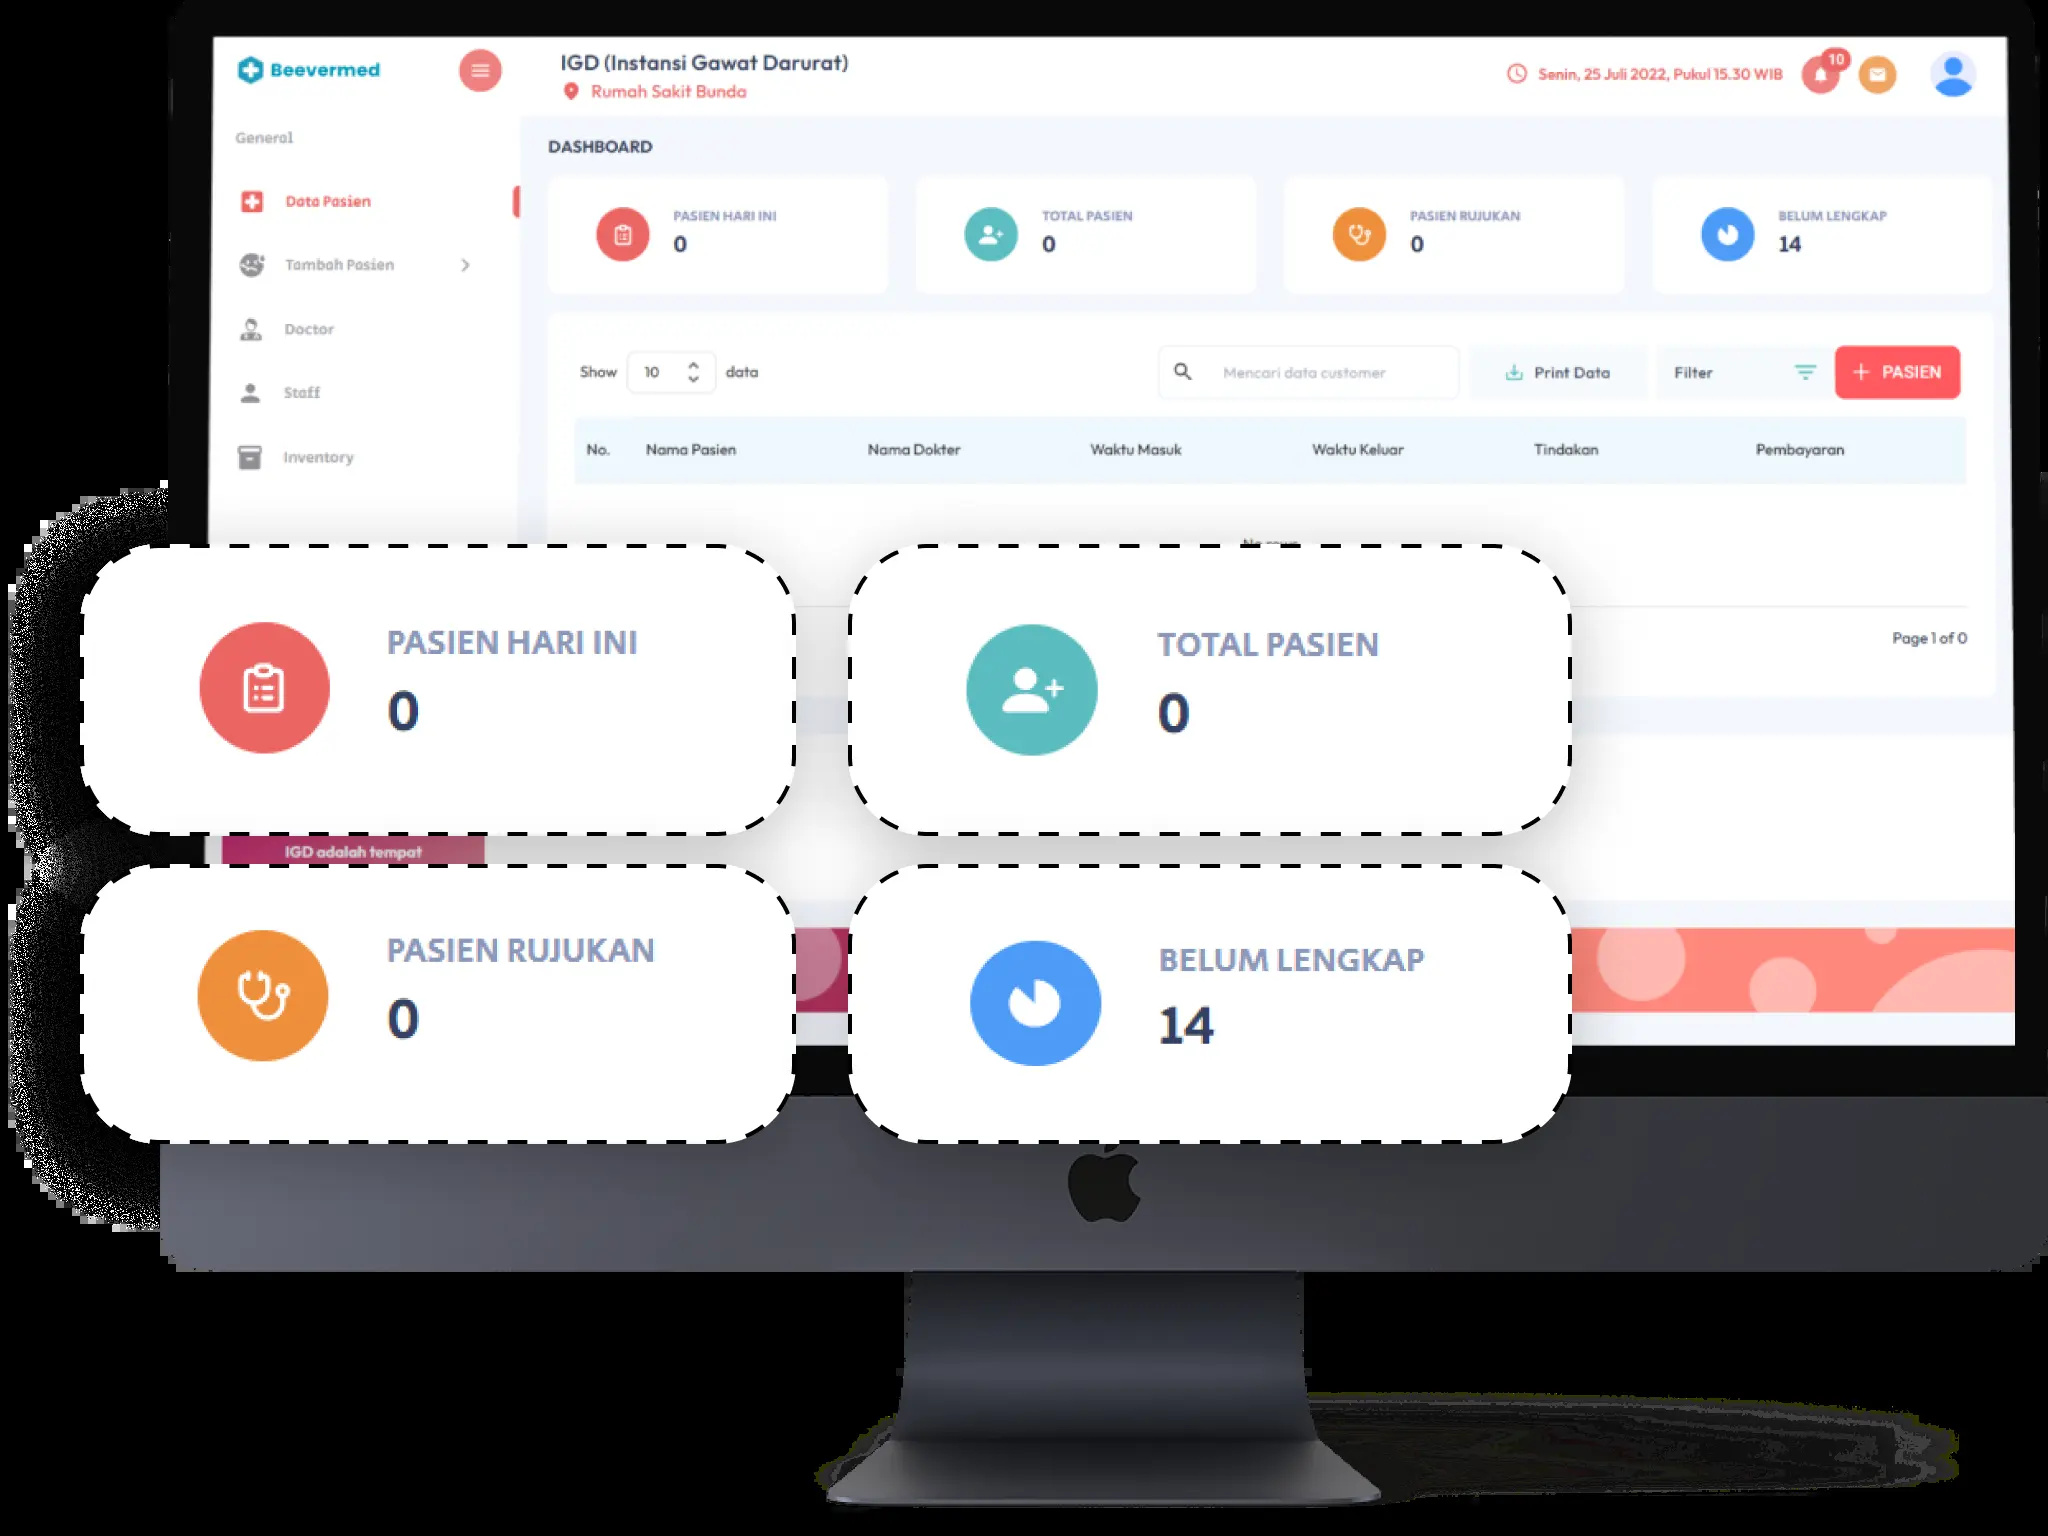 Beevermed
IGD (Instansi Gawat Darurat)
Rumah Sakit Bunda
Senin, 25 Juli 2022, Pukul 15.30 WIB
10
General
Data Pasien
Tambah Pasien
Doctor
Staff
Inventory
DASHBOARD
PASIEN HARI INI
0
TOTAL PASIEN
0
PASIEN RUJUKAN
0
BELUM LENGKAP
14
Show 10 data
Mencari data customer
Print Data
Filter
+ PASIEN
No. Nama Pasien Nama Dokter Waktu Masuk Waktu Keluar Tindakan Pembayaran
Page 1 of 0
PASIEN HARI INI
0
TOTAL PASIEN
0
IGD adalah tempat
PASIEN RUJUKAN
0
BELUM LENGKAP
14